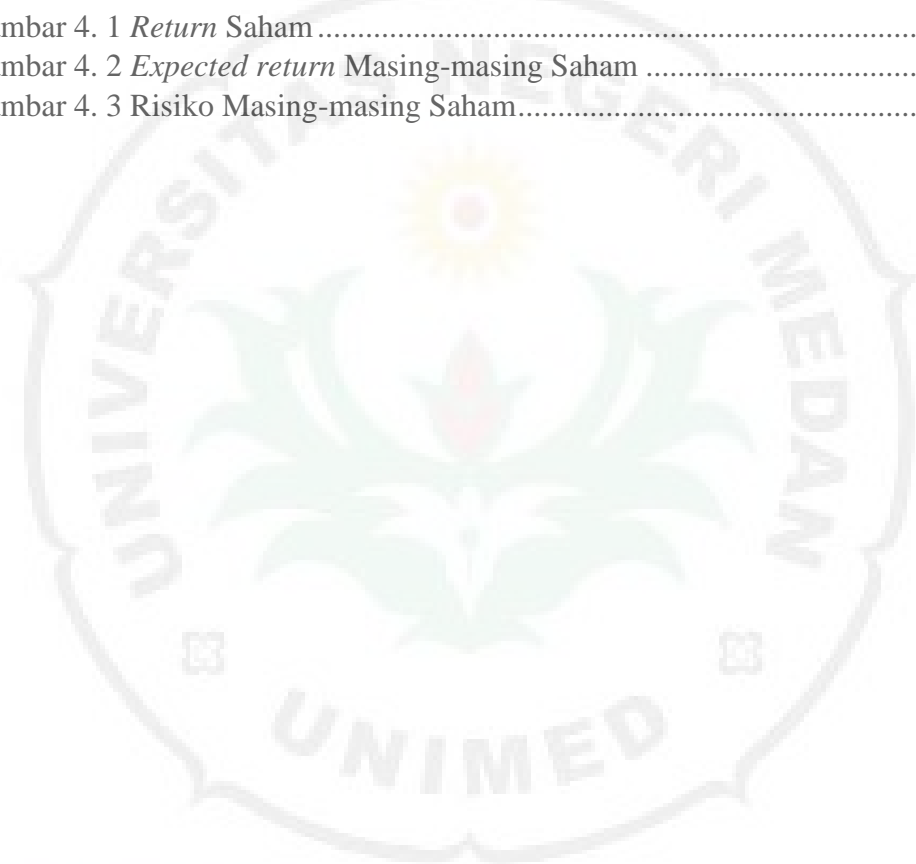 mbar 4. 1 Return Saham ................................................................
mbar 4. 2 Expected return Masing-masing Saham .............................
mbar 4. 3 Risiko Masing-masing Saham...........................................
UNIVERSITAS NEGERI MEDAN
UNIMED